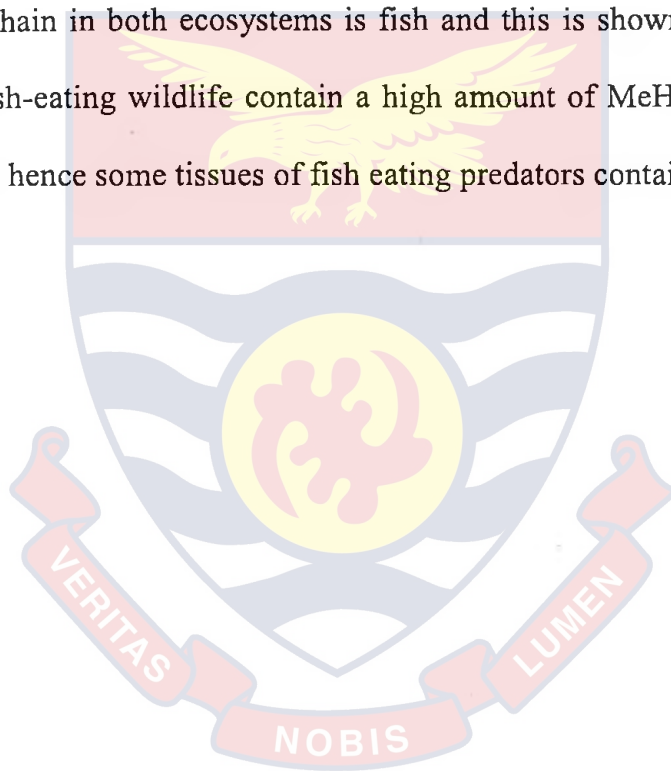 hain in both ecosystems is fish and this is shown
sh-eating wildlife contain a high amount of MeH
hence some tissues of fish eating predators contai
VERITAS
NOBIS
LUMEN